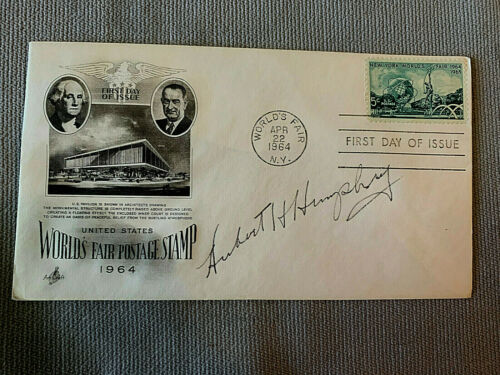 FIRST DAY
OF ISSUE
U.S. PAVILION IS SHOWN IN ARCHITECTS DRAWING
THE MONUMENTAL STRUCTURE IS COMPLETELY RAISED ABOVE GROUND LEVEL
CREATING A FLOATING EFFECT. THE ENCLOSED INNER COURT IS DESIGNED
TO CREATE AN OASIS OF PEACEFUL RELIEF FROM THE BUSTLING ATMOSPHERE
UNITED STATES
WORLD'S FAIR POSTAGE STAMP
1964
ArtCraft
WORLD'S FAIR
APR
22
1964
N.Y.
NEW YORK WORLD'S FAIR 1964
1965
5c
FIRST DAY OF ISSUE
Hubert H Humphrey